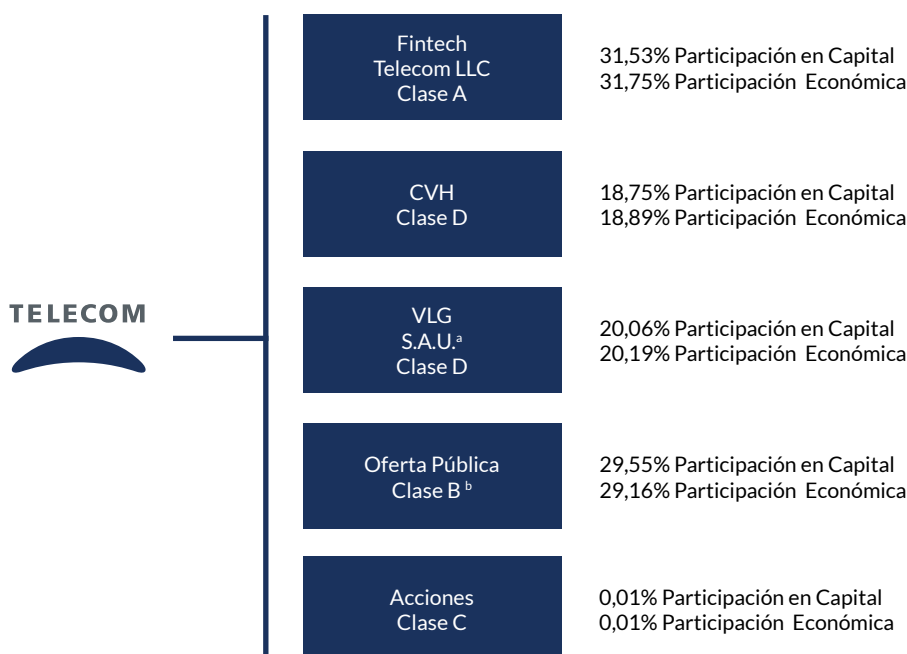 Fintech
Telecom LLC
Clase A
31,53% Participación en Capital
31,75% Participación Económica
CVH
Clase D
18,75% Participación en Capital
18,89% Participación Económica
TELECOM
VLG
S.A.U.ᵃ
Clase D
20,06% Participación en Capital
20,19% Participación Económica
Oferta Pública
Clase B ᵇ
29,55% Participación en Capital
29,16% Participación Económica
Acciones
Clase C
0,01% Participación en Capital
0,01% Participación Económica